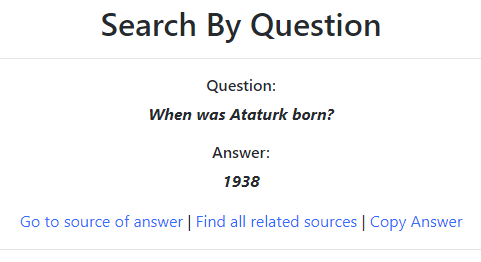 Search By Question
Question:
When was Ataturk born?
Answer:
1938
Go to source of answer | Find all related sources | Copy Answer